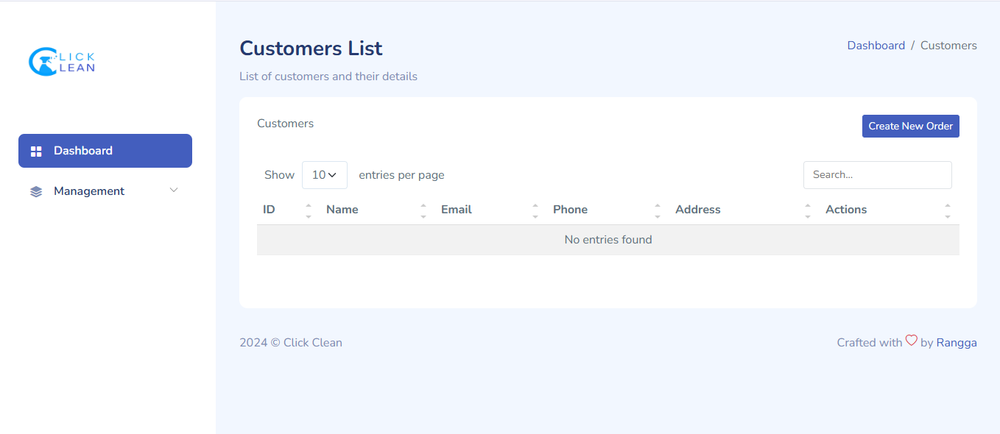 LICK
LEAN
Dashboard
Management
Customers List
Dashboard / Customers
List of customers and their details
Customers
Create New Order
Show 10 entries per page
Search...
ID Name Email Phone Address Actions
No entries found
2024 © Click Clean
Crafted with by Rangga